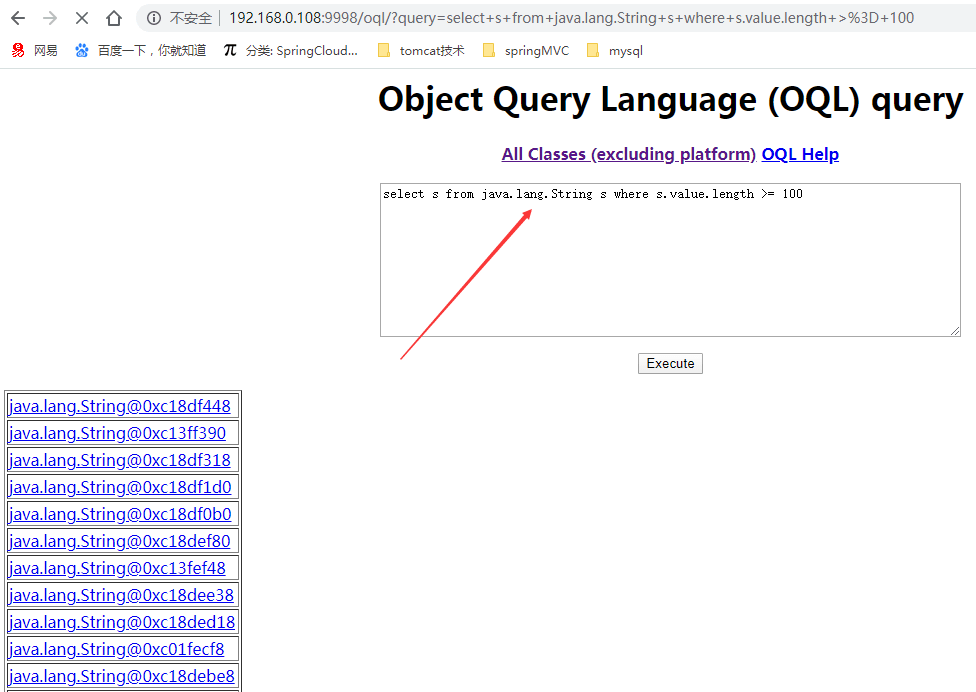 不安全 192.168.0.108:9998/oql/?query=select+s+from+java.lang.String+s+where+s.value.length+>%3D+100
网易 百度一下，你就知道 分类: SpringCloud... tomcat技术 springMVC mysql
Object Query Language (OQL) query
All Classes (excluding platform) OQL Help
select s from java.lang.String s where s.value.length >= 100
Execute
java.lang.String@0xc18df448
java.lang.String@0xc13ff390
java.lang.String@0xc18df318
java.lang.String@0xc18df1d0
java.lang.String@0xc18df0b0
java.lang.String@0xc18def80
java.lang.String@0xc13fef48
java.lang.String@0xc18dee38
java.lang.String@0xc18ded18
java.lang.String@0xc01fecf8
java.lang.String@0xc18debe8